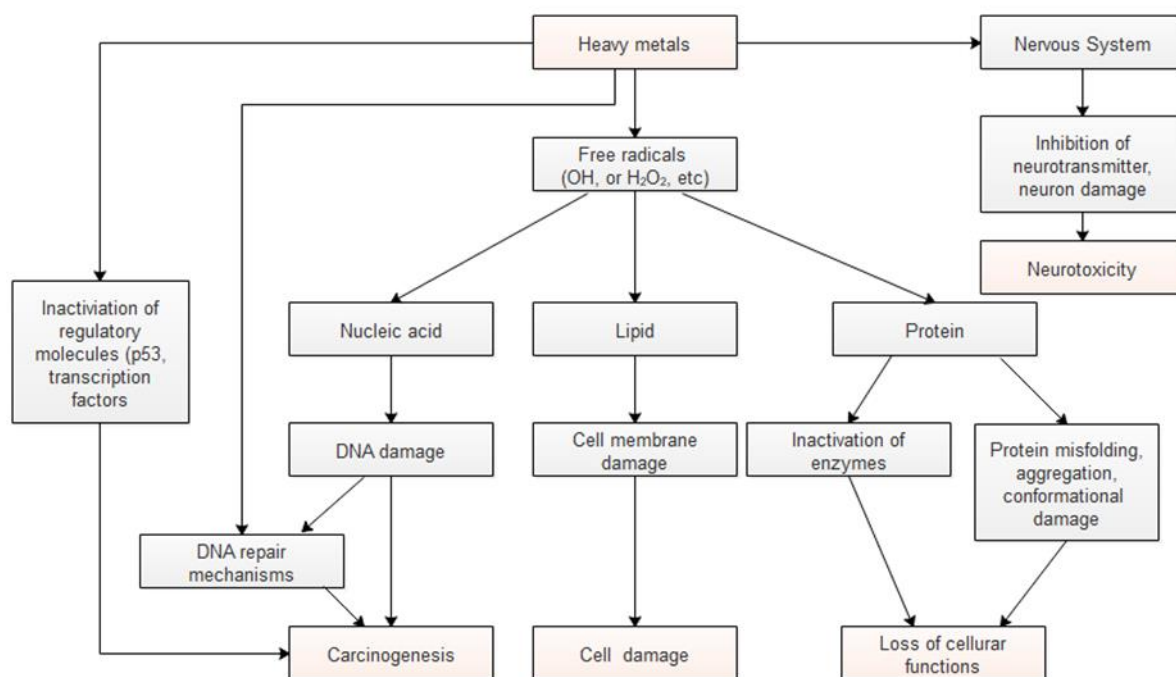 Heavy metals
Nervous System
Free radicals
(OH, or H₂O₂, etc)
Inhibition of
neurotransmitter,
neuron damage
Neurotoxicity
Inactiviation of
regulatory
molecules (p53,
transcription
factors
Nucleic acid
Lipid
Protein
DNA damage
Cell membrane
damage
Inactivation of
enzymes
Protein misfolding,
aggregation,
conformational
damage
DNA repair
mechanisms
Carcinogenesis
Cell damage
Loss of cellurar
functions